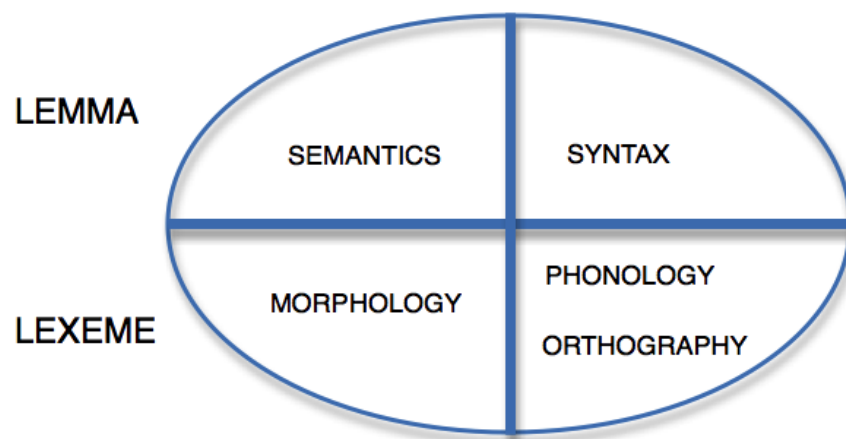 LEMMA
SEMANTICS
SYNTAX
LEXEME
MORPHOLOGY
PHONOLOGY
ORTHOGRAPHY